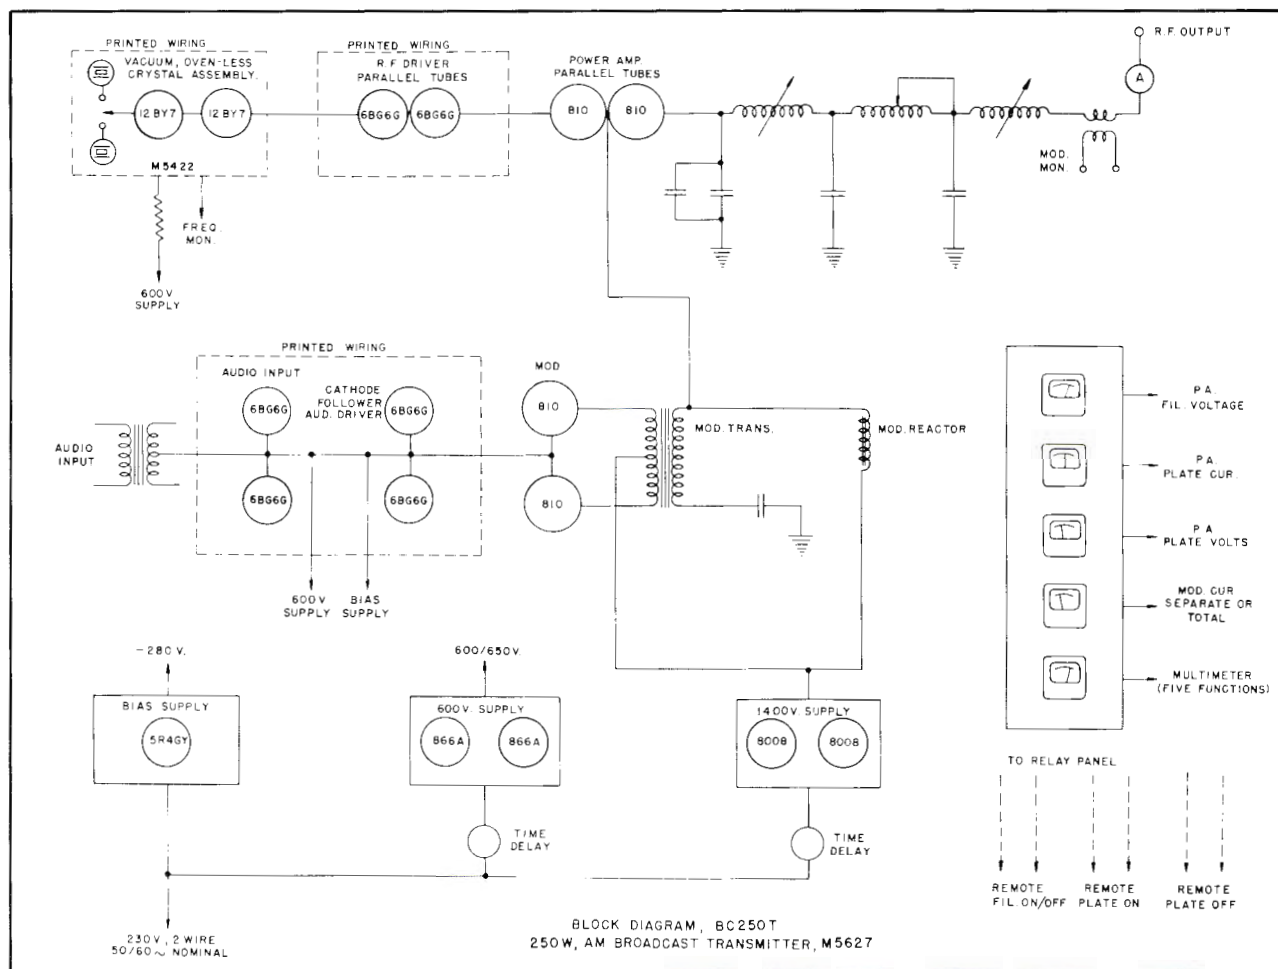 PRINTED WIRING
VACUUM, OVEN-LESS
CRYSTAL ASSEMBLY.
12BY7
12BY7
M5422
FREQ.
MON.
600V
SUPPLY
PRINTED WIRING
R.F DRIVER
PARALLEL TUBES
6BG6G
6BG6G
POWER AMP.
PARALLEL TUBES
810
810
R.F. OUTPUT
A
MOD.
MON.
PRINTED WIRING
AUDIO INPUT
CATHODE
FOLLOWER
AUD. DRIVER
6BG6G
6BG6G
AUDIO
INPUT
6BG6G
6BG6G
600V
SUPPLY
BIAS
SUPPLY
MOD
810
810
MOD. TRANS.
MOD. REACTOR
P.A.
FIL. VOLTAGE
P.A.
PLATE CUR.
P A
PLATE VOLTS
MOD. CUR
SEPARATE OR
TOTAL
MULTIMETER
(FIVE FUNCTIONS)
-280V.
BIAS SUPPLY
5R4GY
600/650V.
600V. SUPPLY
866A
866A
1400V. SUPPLY
8008
8008
TIME
DELAY
TIME
DELAY
TO RELAY PANEL
REMOTE
FIL. ON/OFF
REMOTE
PLATE ON
REMOTE
PLATE OFF
230V, 2 WIRE
50/60~ NOMINAL
BLOCK DIAGRAM, BC250T
250W, AM BROADCAST TRANSMITTER, M5627